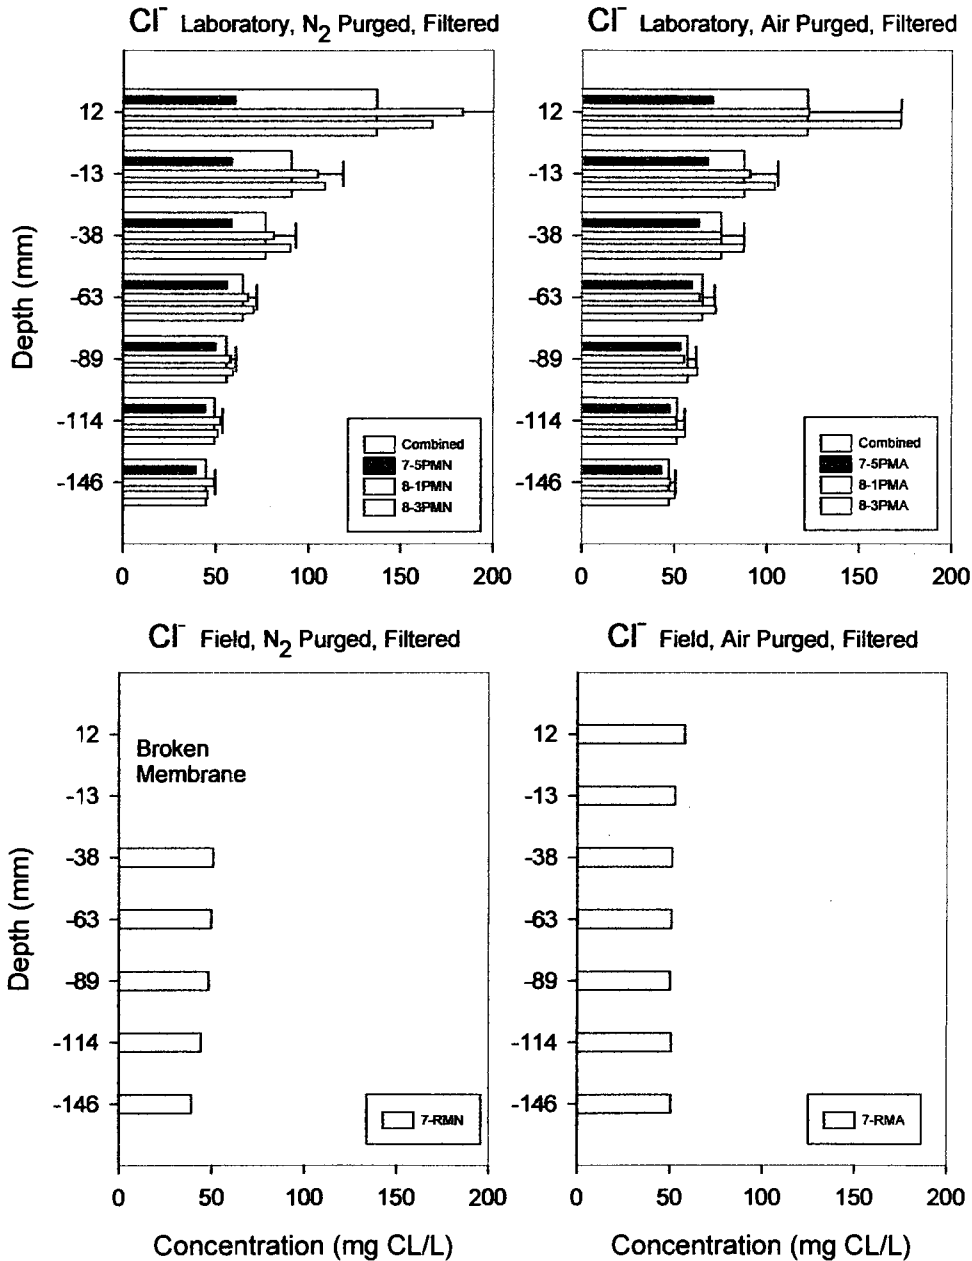 Cl⁻ Laboratory, N₂ Purged, Filtered
12
-13
-38
-63
-89
-114
-146
Depth (mm)
Combined
7-5PMN
8-1PMN
8-3PMN
0 50 100 150 200
Cl⁻ Laboratory, Air Purged, Filtered
12
-13
-38
-63
-89
-114
-146
Combined
7-5PMA
8-1PMA
8-3PMA
0 50 100 150 200
Cl⁻ Field, N₂ Purged, Filtered
Broken
Membrane
12
-13
-38
-63
-89
-114
-146
Depth (mm)
7-RMN
0 50 100 150 200
Concentration (mg CL/L)
Cl⁻ Field, Air Purged, Filtered
12
-13
-38
-63
-89
-114
-146
7-RMA
0 50 100 150 200
Concentration (mg CL/L)